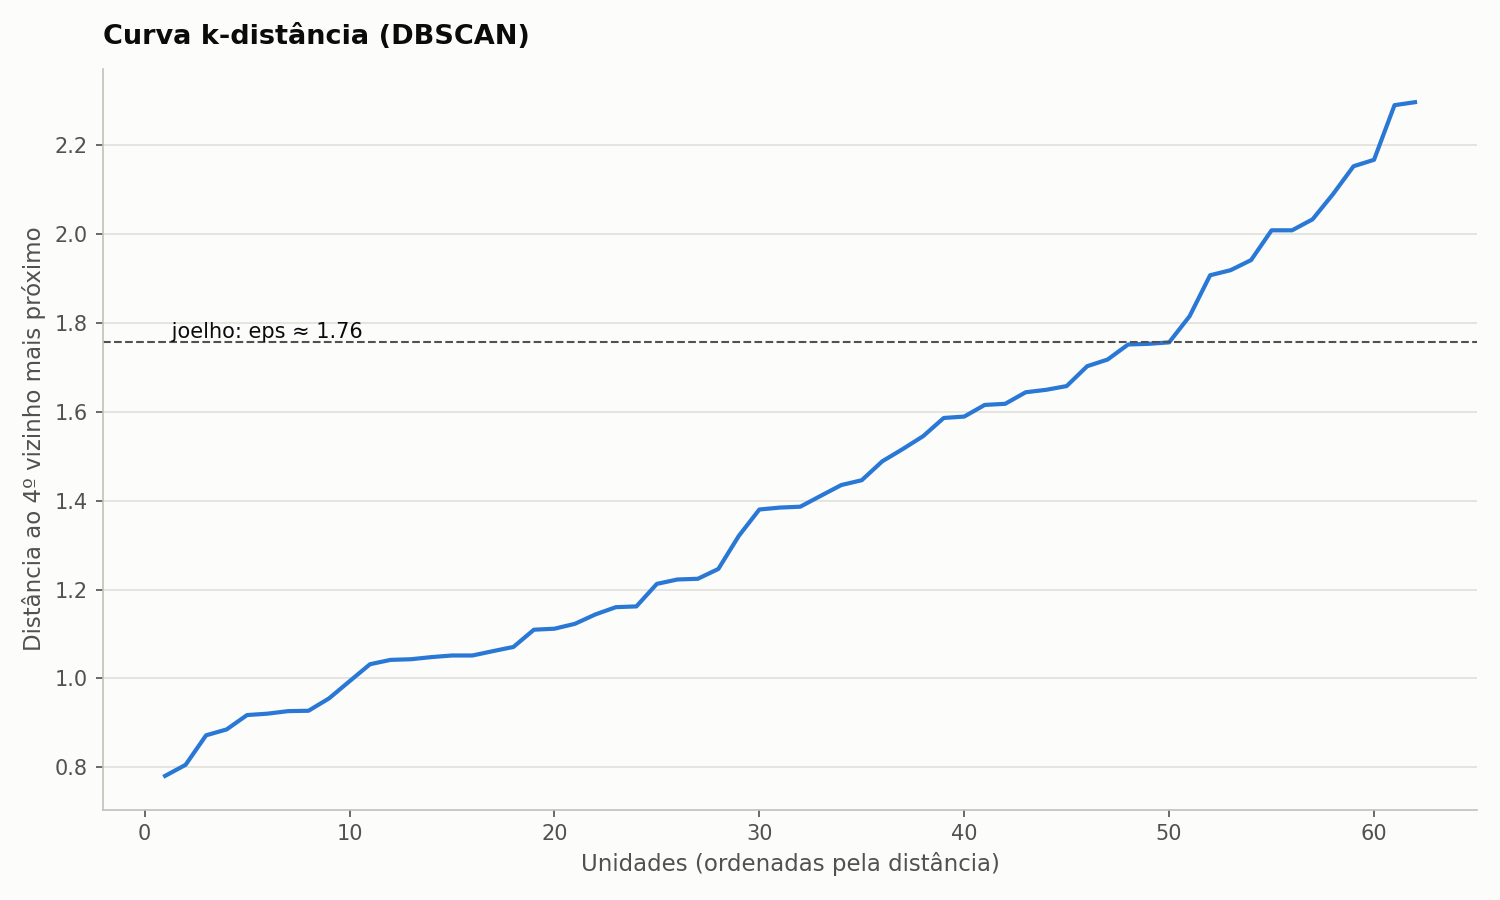 Curva k-distância (DBSCAN)
Distância ao 4º vizinho mais próximo
2.2
2.0
1.8
1.6
1.4
1.2
1.0
0.8
joelho: eps ≈ 1.76
0 10 20 30 40 50 60
Unidades (ordenadas pela distância)